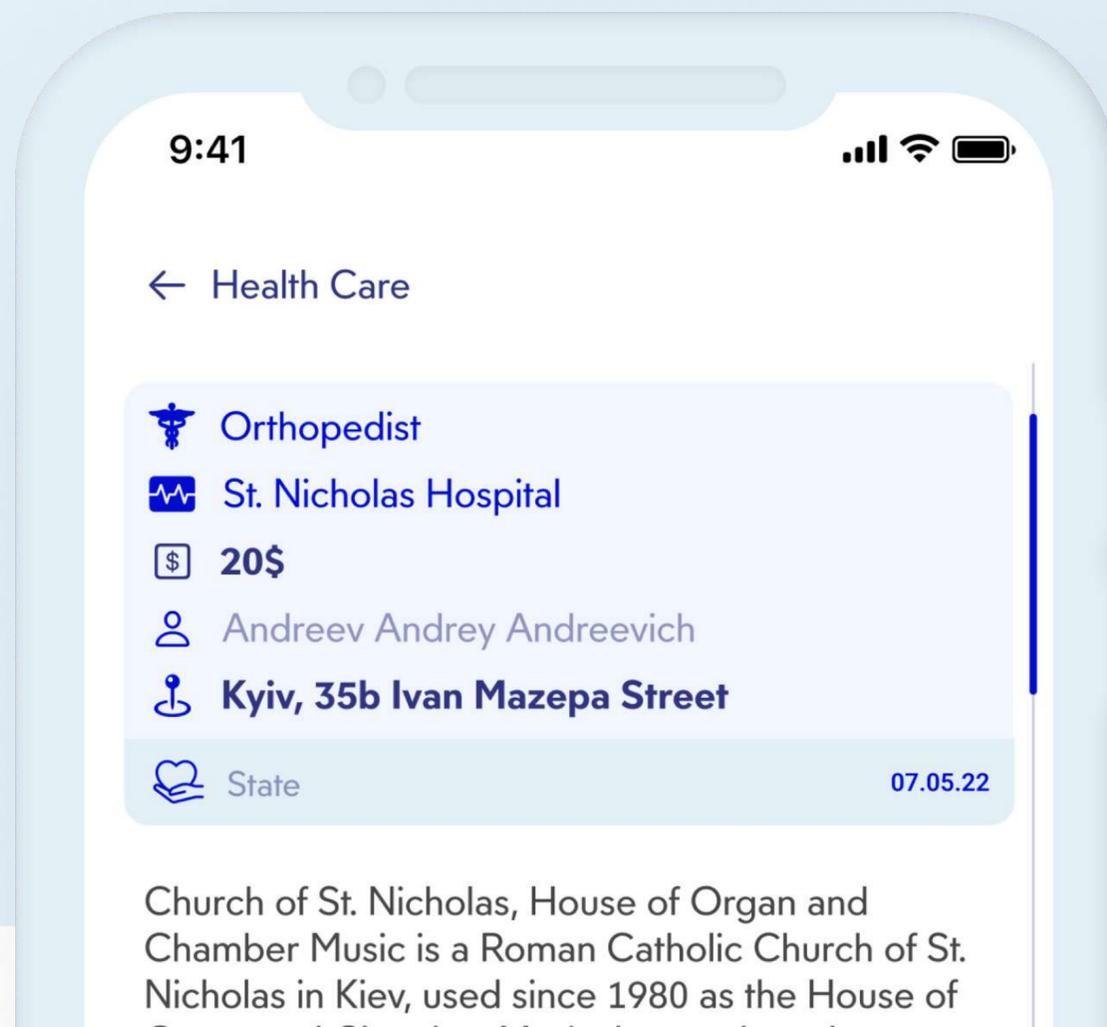 9:41
Health Care
Orthopedist
St. Nicholas Hospital
20$
Andreev Andrey Andreevich
Kyiv, 35b Ivan Mazepa Street
State 07.05.22
Church of St. Nicholas, House of Organ and
Chamber Music is a Roman Catholic Church of St.
Nicholas in Kiev, used since 1980 as the House of